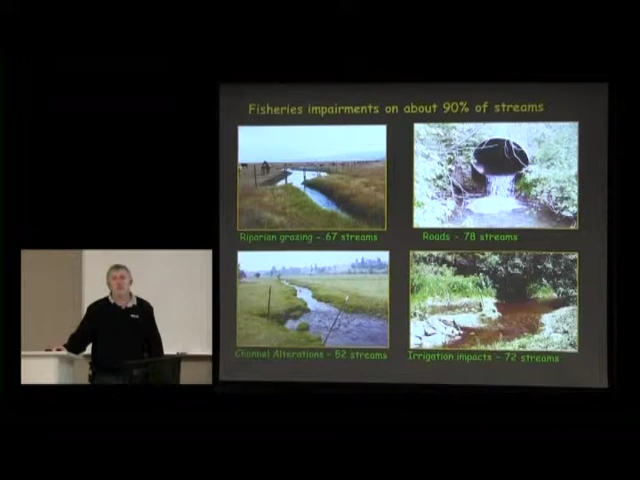 Fisheries impairments on about 90% of streams
Riparian grazing - 67 streams
Roads - 78 streams
Channel Alterations - 52 streams
Irrigation impacts - 72 streams